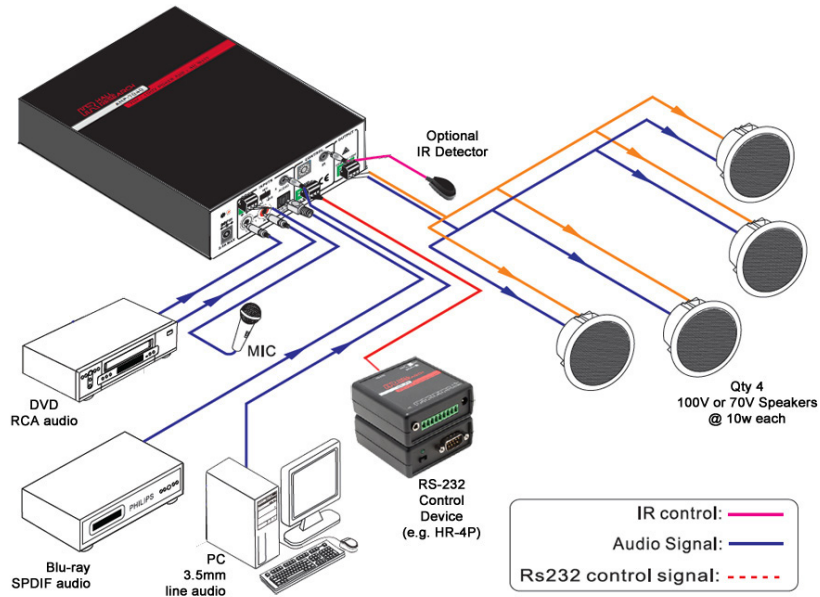 Optional
IR Detector
MIC
DVD
RCA audio
Qty 4
100V or 70V Speakers
@ 10w each
RS-232
Control
Device
(e.g. HR-4P)
PHILIPS
Blu-ray
SPDIF audio
PC
3.5mm
line audio
IR control:
Audio Signal:
Rs232 control signal: